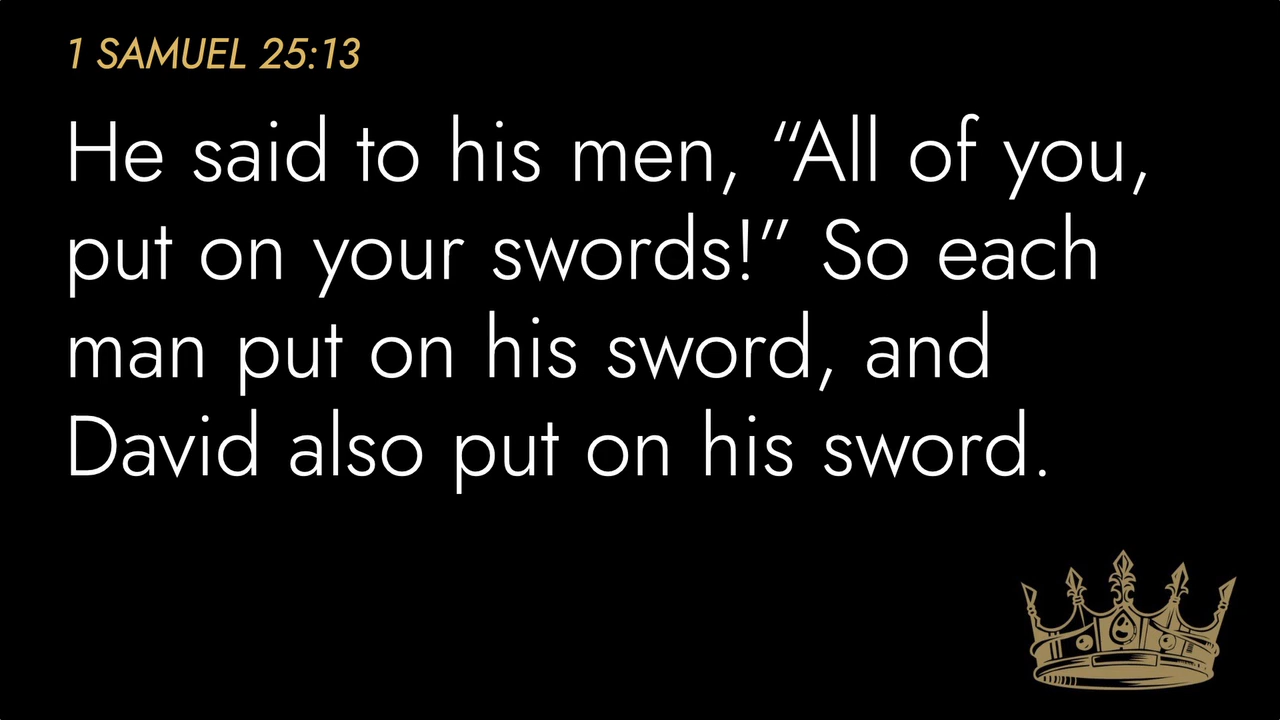 1 SAMUEL 25:13
He said to his men, “All of you,
put on your swords!” So each
man put on his sword, and
David also put on his sword.